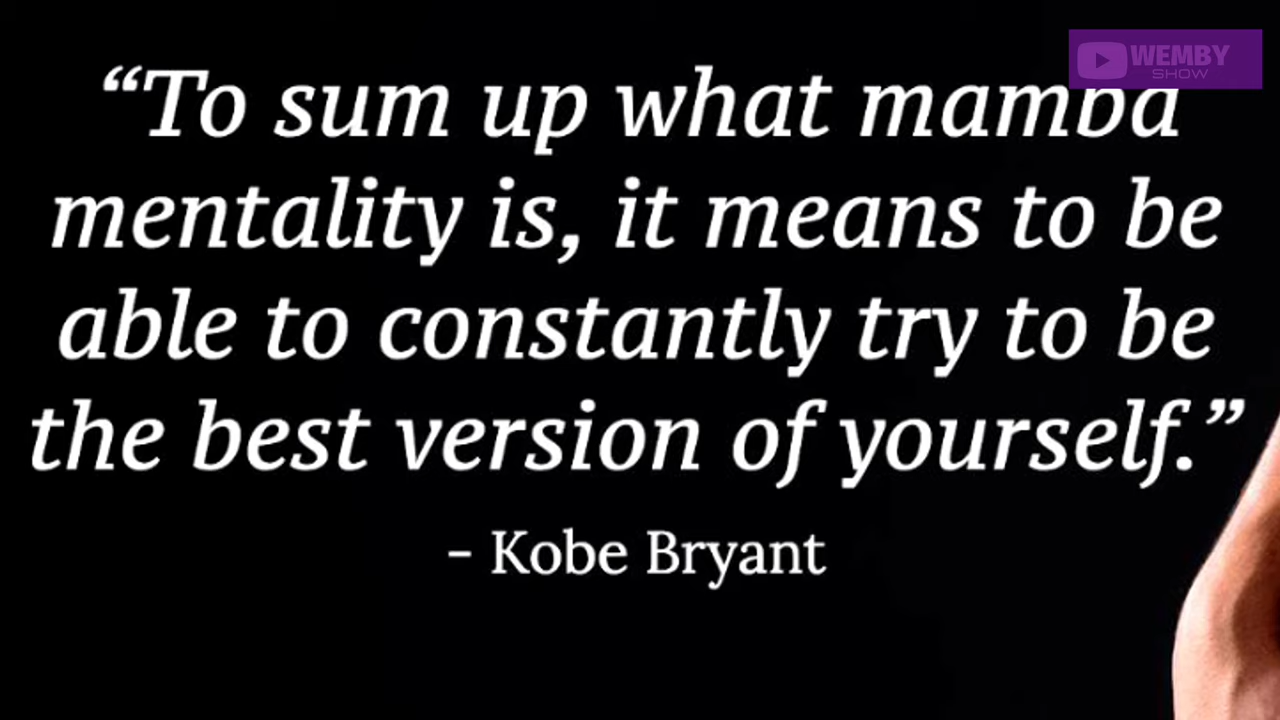 WEMBY
SHOW
“To sum up what mamba
mentality is, it means to be
able to constantly try to be
the best version of yourself.”
– Kobe Bryant